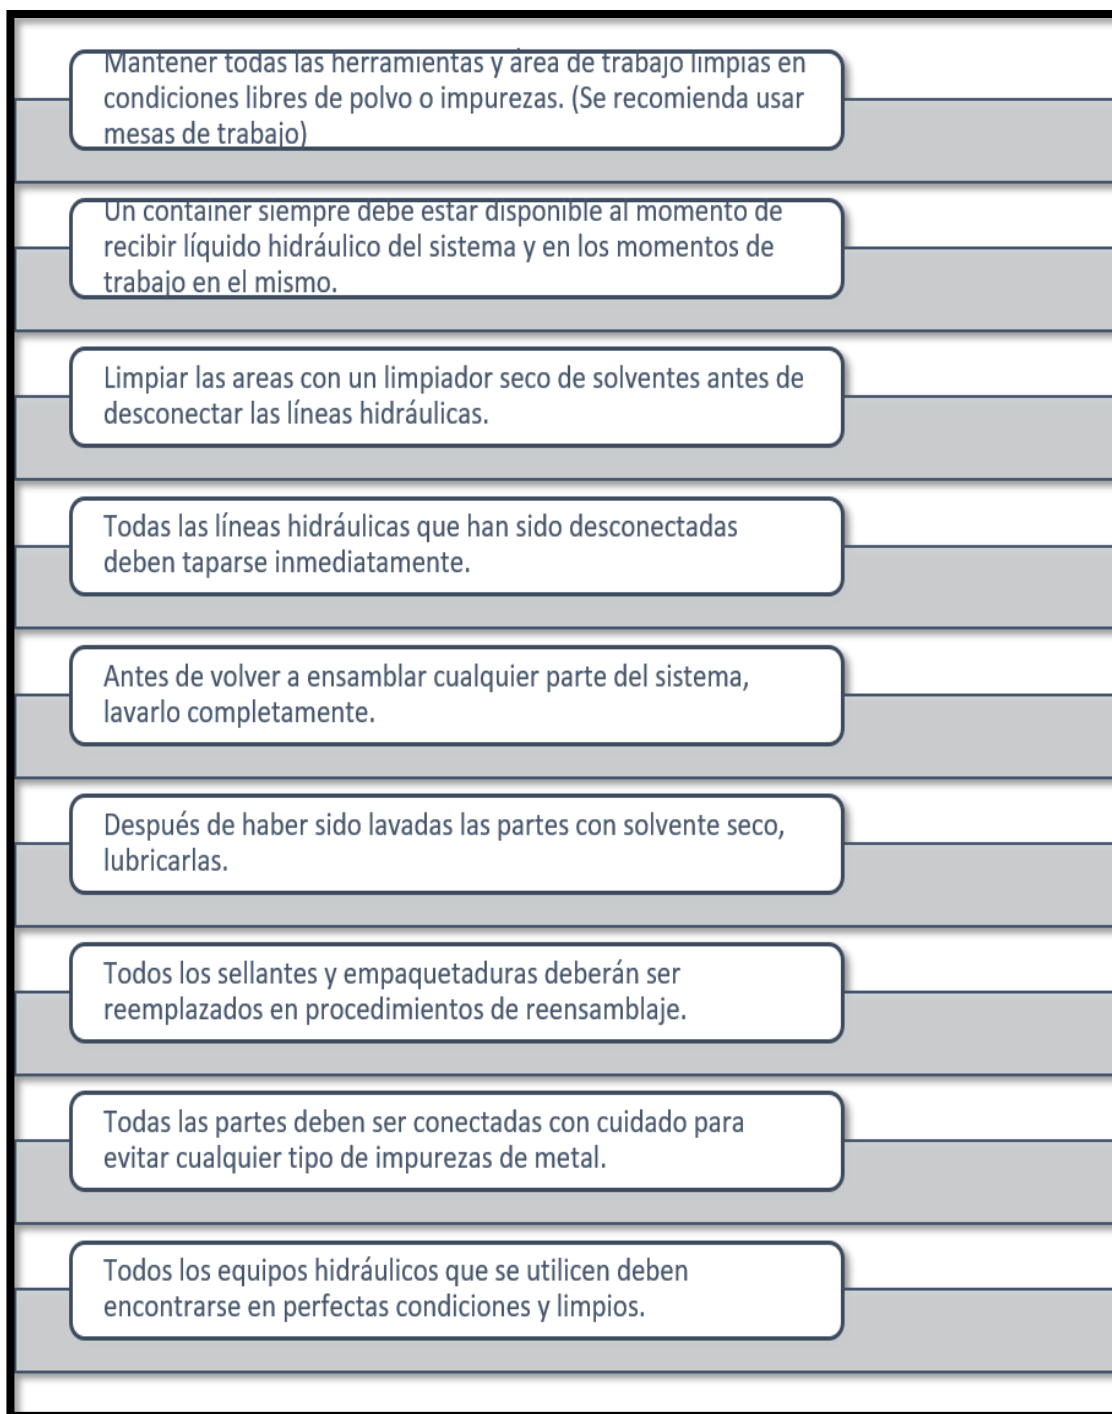 Mantener todas las herramientas y área de trabajo limpias en
condiciones libres de polvo o impurezas. (Se recomienda usar
mesas de trabajo)
Un container siempre debe estar disponible al momento de
recibir líquido hidráulico del sistema y en los momentos de
trabajo en el mismo.
Limpiar las areas con un limpiador seco de solventes antes de
desconectar las líneas hidráulicas.
Todas las líneas hidráulicas que han sido desconectadas
deben taparse inmediatamente.
Antes de volver a ensamblar cualquier parte del sistema,
lavarlo completamente.
Después de haber sido lavadas las partes con solvente seco,
lubricarlas.
Todos los sellantes y empaquetaduras deberán ser
reemplazados en procedimientos de reensamblaje.
Todas las partes deben ser conectadas con cuidado para
evitar cualquier tipo de impurezas de metal.
Todos los equipos hidráulicos que se utilicen deben
encontrarse en perfectas condiciones y limpios.